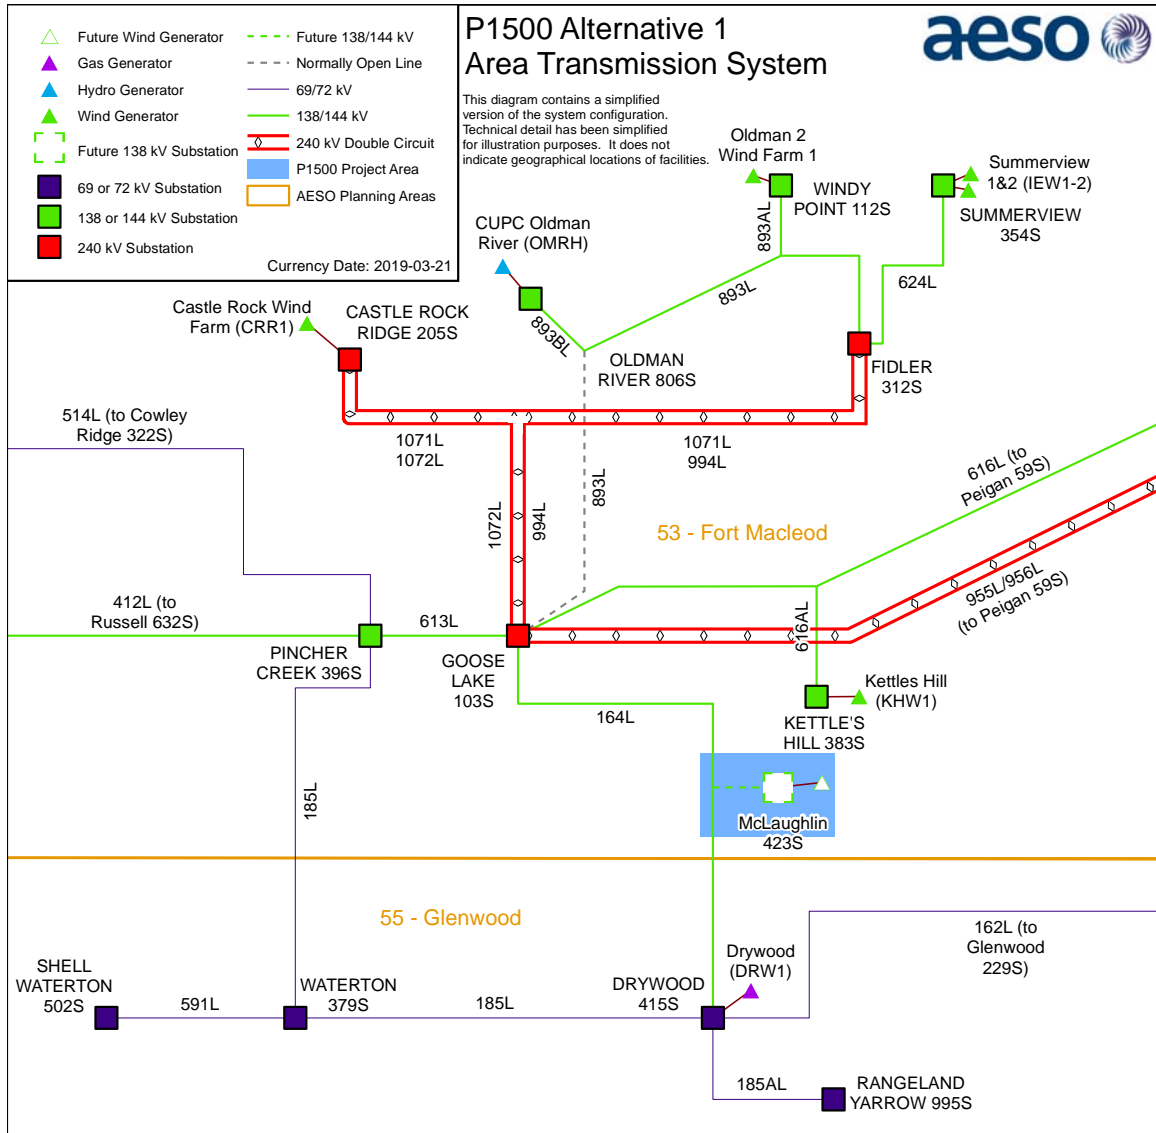 P1500 Alternative 1
Area Transmission System
aeso
This diagram contains a simplified
version of the system configuration.
Technical detail has been simplified
for illustration purposes.  It does not
indicate geographical locations of facilities.
Future Wind Generator
Gas Generator
Hydro Generator
Wind Generator
Future 138 kV Substation
69 or 72 kV Substation
138 or 144 kV Substation
240 kV Substation
Future 138/144 kV
Normally Open Line
69/72 kV
138/144 kV
240 kV Double Circuit
P1500 Project Area
AESO Planning Areas
Currency Date: 2019-03-21
Oldman 2
Wind Farm 1
WINDY
POINT 112S
893AL
Summerview
1&2 (IEW1-2)
SUMMERVIEW
354S
624L
CUPC Oldman
River (OMRH)
893BL
893L
OLDMAN
RIVER 806S
FIDLER
312S
Castle Rock Wind
Farm (CRR1)
CASTLE ROCK
RIDGE 205S
1071L
1072L
1071L
994L
514L (to Cowley
Ridge 322S)
1072L
994L
893L
53 - Fort Macleod
616L (to
Peigan 59S)
955L/956L
(to Peigan 59S)
412L (to
Russell 632S)
613L
PINCHER
CREEK 396S
GOOSE
LAKE
103S
616AL
Kettles Hill
(KHW1)
KETTLE'S
HILL 383S
164L
185L
McLaughlin
423S
55 - Glenwood
162L (to
Glenwood
229S)
SHELL
WATERTON
502S
591L
WATERTON
379S
185L
DRYWOOD
415S
Drywood
(DRW1)
185AL
RANGELAND
YARROW 995S